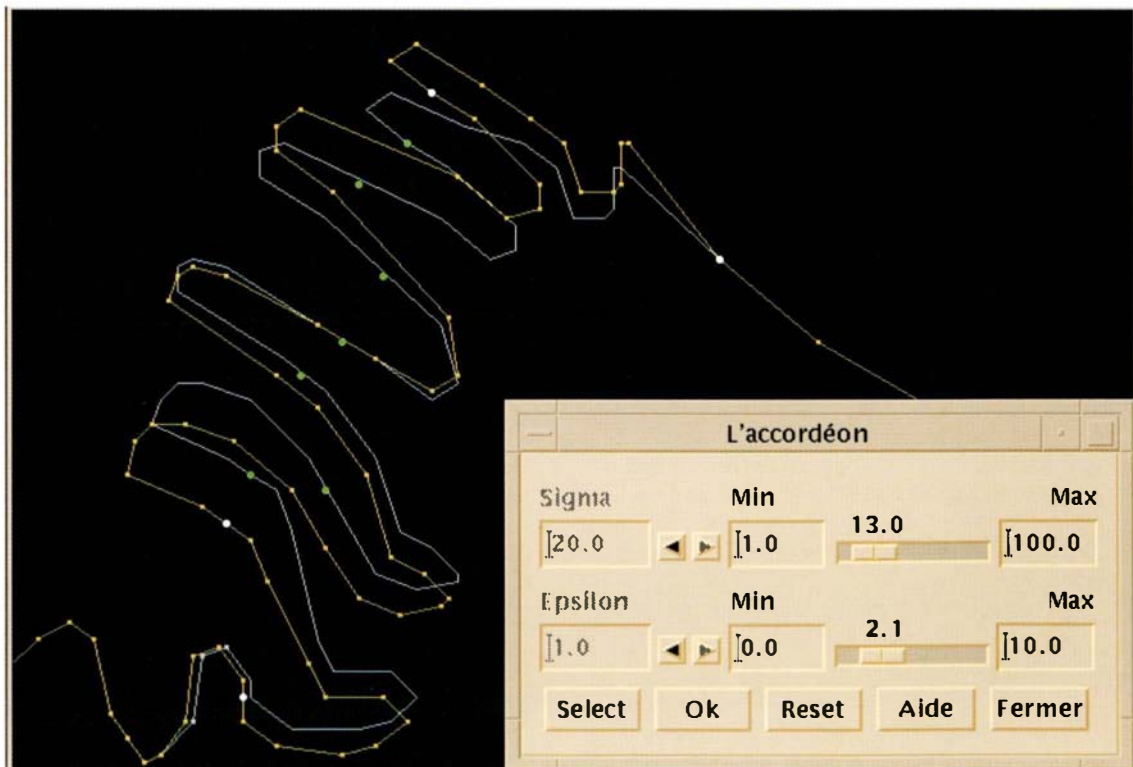 L'accordéon
Sigma Min Max
20.0 1.0 13.0 100.0
Epsilon Min Max
1.0 0.0 2.1 10.0
Select Ok Reset Aide Fermer